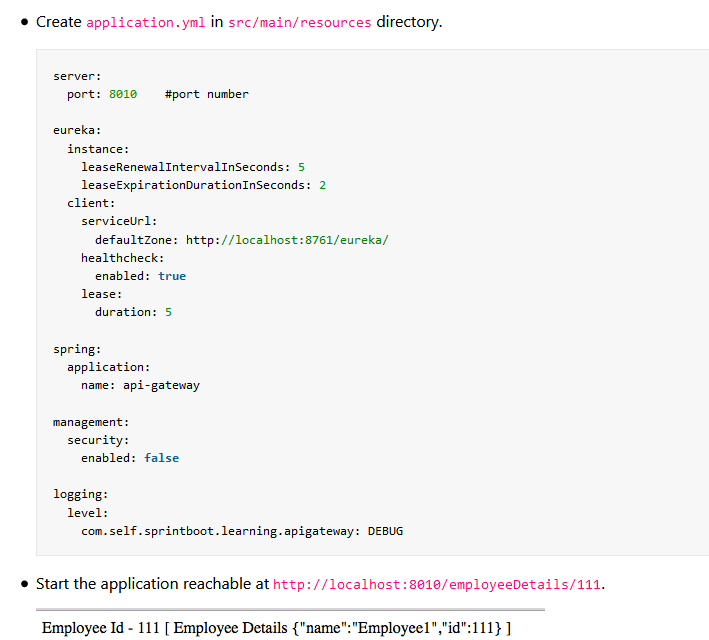 Create application.yml in src/main/resources directory.
server:
  port: 8010    #port number
eureka:
  instance:
    leaseRenewalIntervalInSeconds: 5
    leaseExpirationDurationInSeconds: 2
  client:
    serviceUrl:
      defaultZone: http://localhost:8761/eureka/
    healthcheck:
      enabled: true
    lease:
      duration: 5
spring:
  application:
    name: api-gateway
management:
  security:
    enabled: false
logging:
  level:
    com.self.sprintboot.learning.apigateway: DEBUG
Start the application reachable at http://localhost:8010/employeeDetails/111.
Employee Id - 111 [ Employee Details {"name":"Employee1","id":111} ]